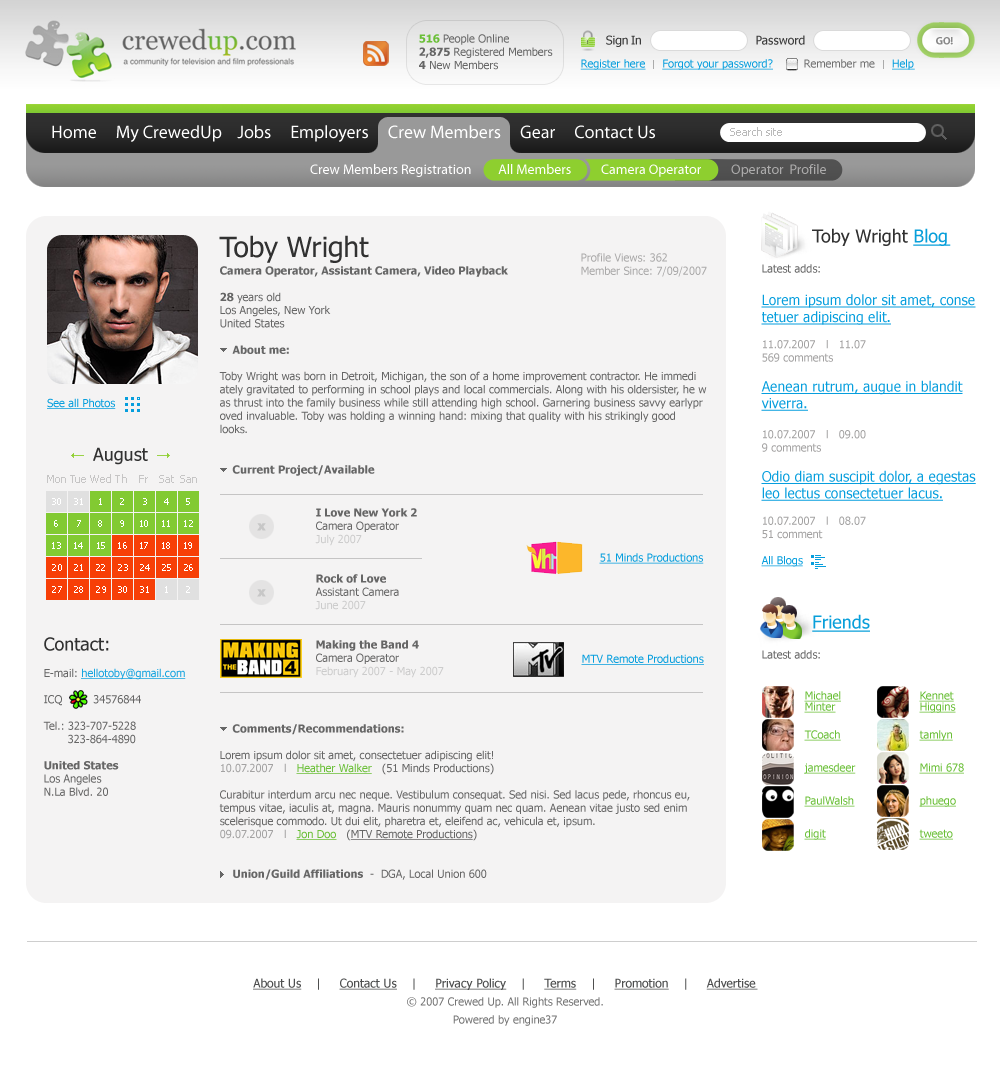 crewedup.com
a community for television and film professionals
516 People Online
2,875 Registered Members
4 New Members
Sign In
Password
GO!
Register here | Forgot your password? Remember me | Help
Home My CrewedUp Jobs Employers Crew Members Gear Contact Us
Search site
Crew Members Registration All Members Camera Operator Operator Profile
Toby Wright
Camera Operator, Assistant Camera, Video Playback
Profile Views: 362
Member Since: 7/09/2007
28 years old
Los Angeles, New York
United States
About me:
Toby Wright was born in Detroit, Michigan, the son of a home improvement contractor. He immedi
ately gravitated to performing in school plays and local commercials. Along with his oldersister, he w
as thrust into the family business while still attending high school. Garnering business savvy earlypr
oved invaluable. Toby was holding a winning hand: mixing that quality with his strikingly good
looks.
See all Photos
August
Mon Tue Wed Th Fr Sat San
30 31 1 2 3 4 5
6 7 8 9 10 11 12
13 14 15 16 17 18 19
20 21 22 23 24 25 26
27 28 29 30 31 1 2
Contact:
E-mail: hellotoby@gmail.com
ICQ 34576844
Tel.: 323-707-5228
323-864-4890
United States
Los Angeles
N.La Blvd. 20
Current Project/Available
x
I Love New York 2
Camera Operator
July 2007
x
Rock of Love
Assistant Camera
June 2007
Vh1
51 Minds Productions
MAKING
THE BAND 4
Making the Band 4
Camera Operator
February 2007 - May 2007
MTV
MTV Remote Productions
Comments/Recommendations:
Lorem ipsum dolor sit amet, consectetuer adipiscing elit!
10.07.2007 | Heather Walker (51 Minds Productions)
Curabitur interdum arcu nec neque. Vestibulum consequat. Sed nisi. Sed lacus pede, rhoncus eu,
tempus vitae, iaculis at, magna. Mauris nonummy quam nec quam. Aenean vitae justo sed enim
scelerisque commodo. Ut dui elit, pharetra et, eleifend ac, vehicula et, ipsum.
09.07.2007 | Jon Doo (MTV Remote Productions)
Union/Guild Affiliations - DGA, Local Union 600
Toby Wright Blog
Latest adds:
Lorem ipsum dolor sit amet, conse
tetuer adipiscing elit.
11.07.2007 | 11.07
569 comments
Aenean rutrum, augue in blandit
viverra.
10.07.2007 | 09.00
9 comments
Odio diam suscipit dolor, a egestas
leo lectus consectetuer lacus.
10.07.2007 | 08.07
51 comment
All Blogs
Friends
Latest adds:
Michael
Minter
Kennet
Higgins
TCoach
tamlyn
OPINION
jamesdeer
Mimi 678
PaulWalsh
phuego
digit
tweeto
About Us | Contact Us | Privacy Policy | Terms | Promotion | Advertise
© 2007 Crewed Up. All Rights Reserved.
Powered by engine37